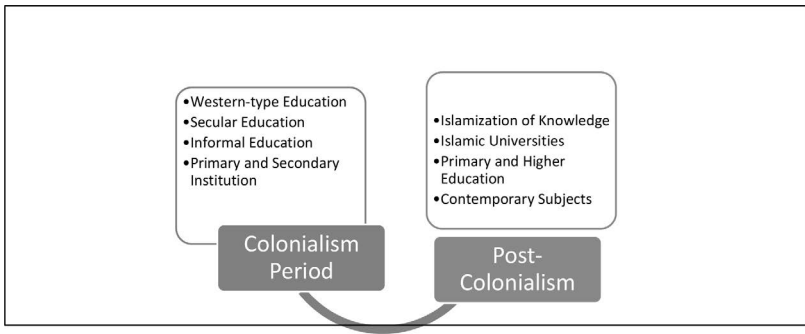 •Western-type Education
•Secular Education
•Informal Education
•Primary and Secondary
Institution
Colonialism
Period
•Islamization of Knowledge
•Islamic Universities
•Primary and Higher
Education
•Contemporary Subjects
Post-
Colonialism